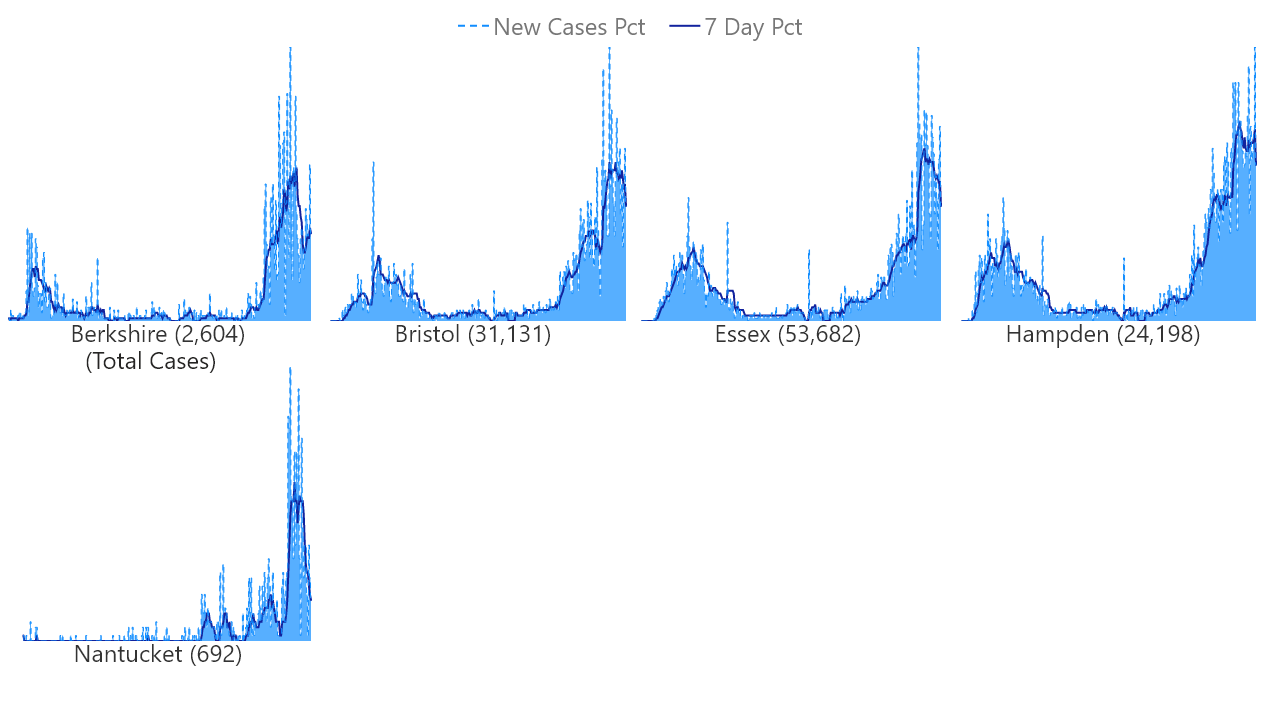 New Cases Pct 7 Day Pct
Berkshire (2,604) Bristol (31,131) Essex (53,682) Hampden (24,198)
(Total Cases)
Nantucket (692)